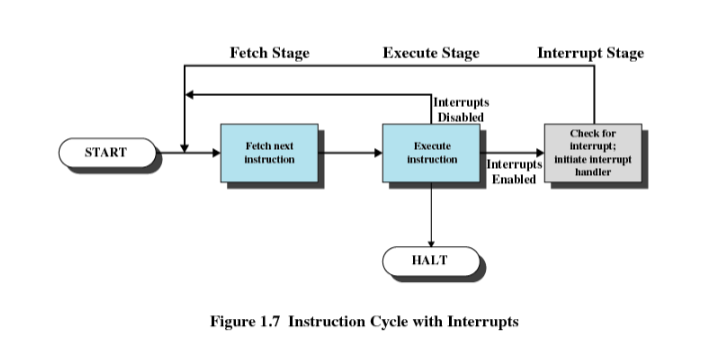 Fetch Stage
Execute Stage
Interrupt Stage
Interrupts
Disabled
START
Fetch next
instruction
Execute
instruction
Interrupts
Enabled
Check for
interrupt;
initiate interrupt
handler
HALT
Figure 1.7 Instruction Cycle with Interrupts